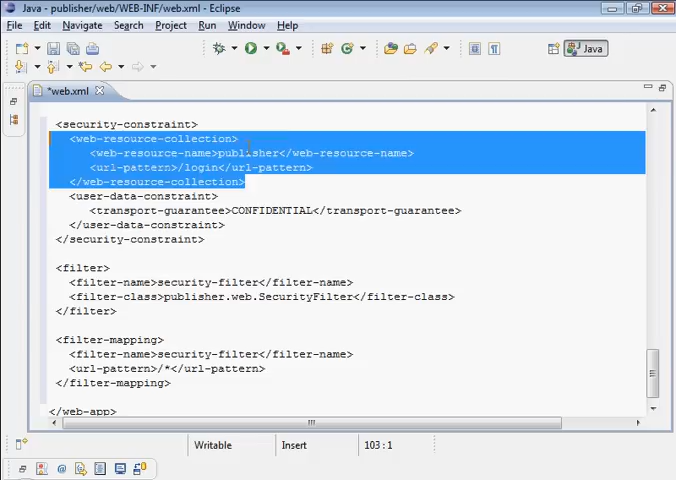 Java - publisher/web/WEB-INF/web.xml - Eclipse
File Edit Navigate Search Project Run Window Help
Java
*web.xml
<security-constraint>
<web-resource-collection>
<web-resource-name>publisher</web-resource-name>
<url-pattern>/login</url-pattern>
</web-resource-collection>
<user-data-constraint>
<transport-guarantee>CONFIDENTIAL</transport-guarantee>
</user-data-constraint>
</security-constraint>
<filter>
<filter-name>security-filter</filter-name>
<filter-class>publisher.web.SecurityFilter</filter-class>
</filter>
<filter-mapping>
<filter-name>security-filter</filter-name>
<url-pattern>/*</url-pattern>
</filter-mapping>
</web-app>
Writable Insert 103 : 1